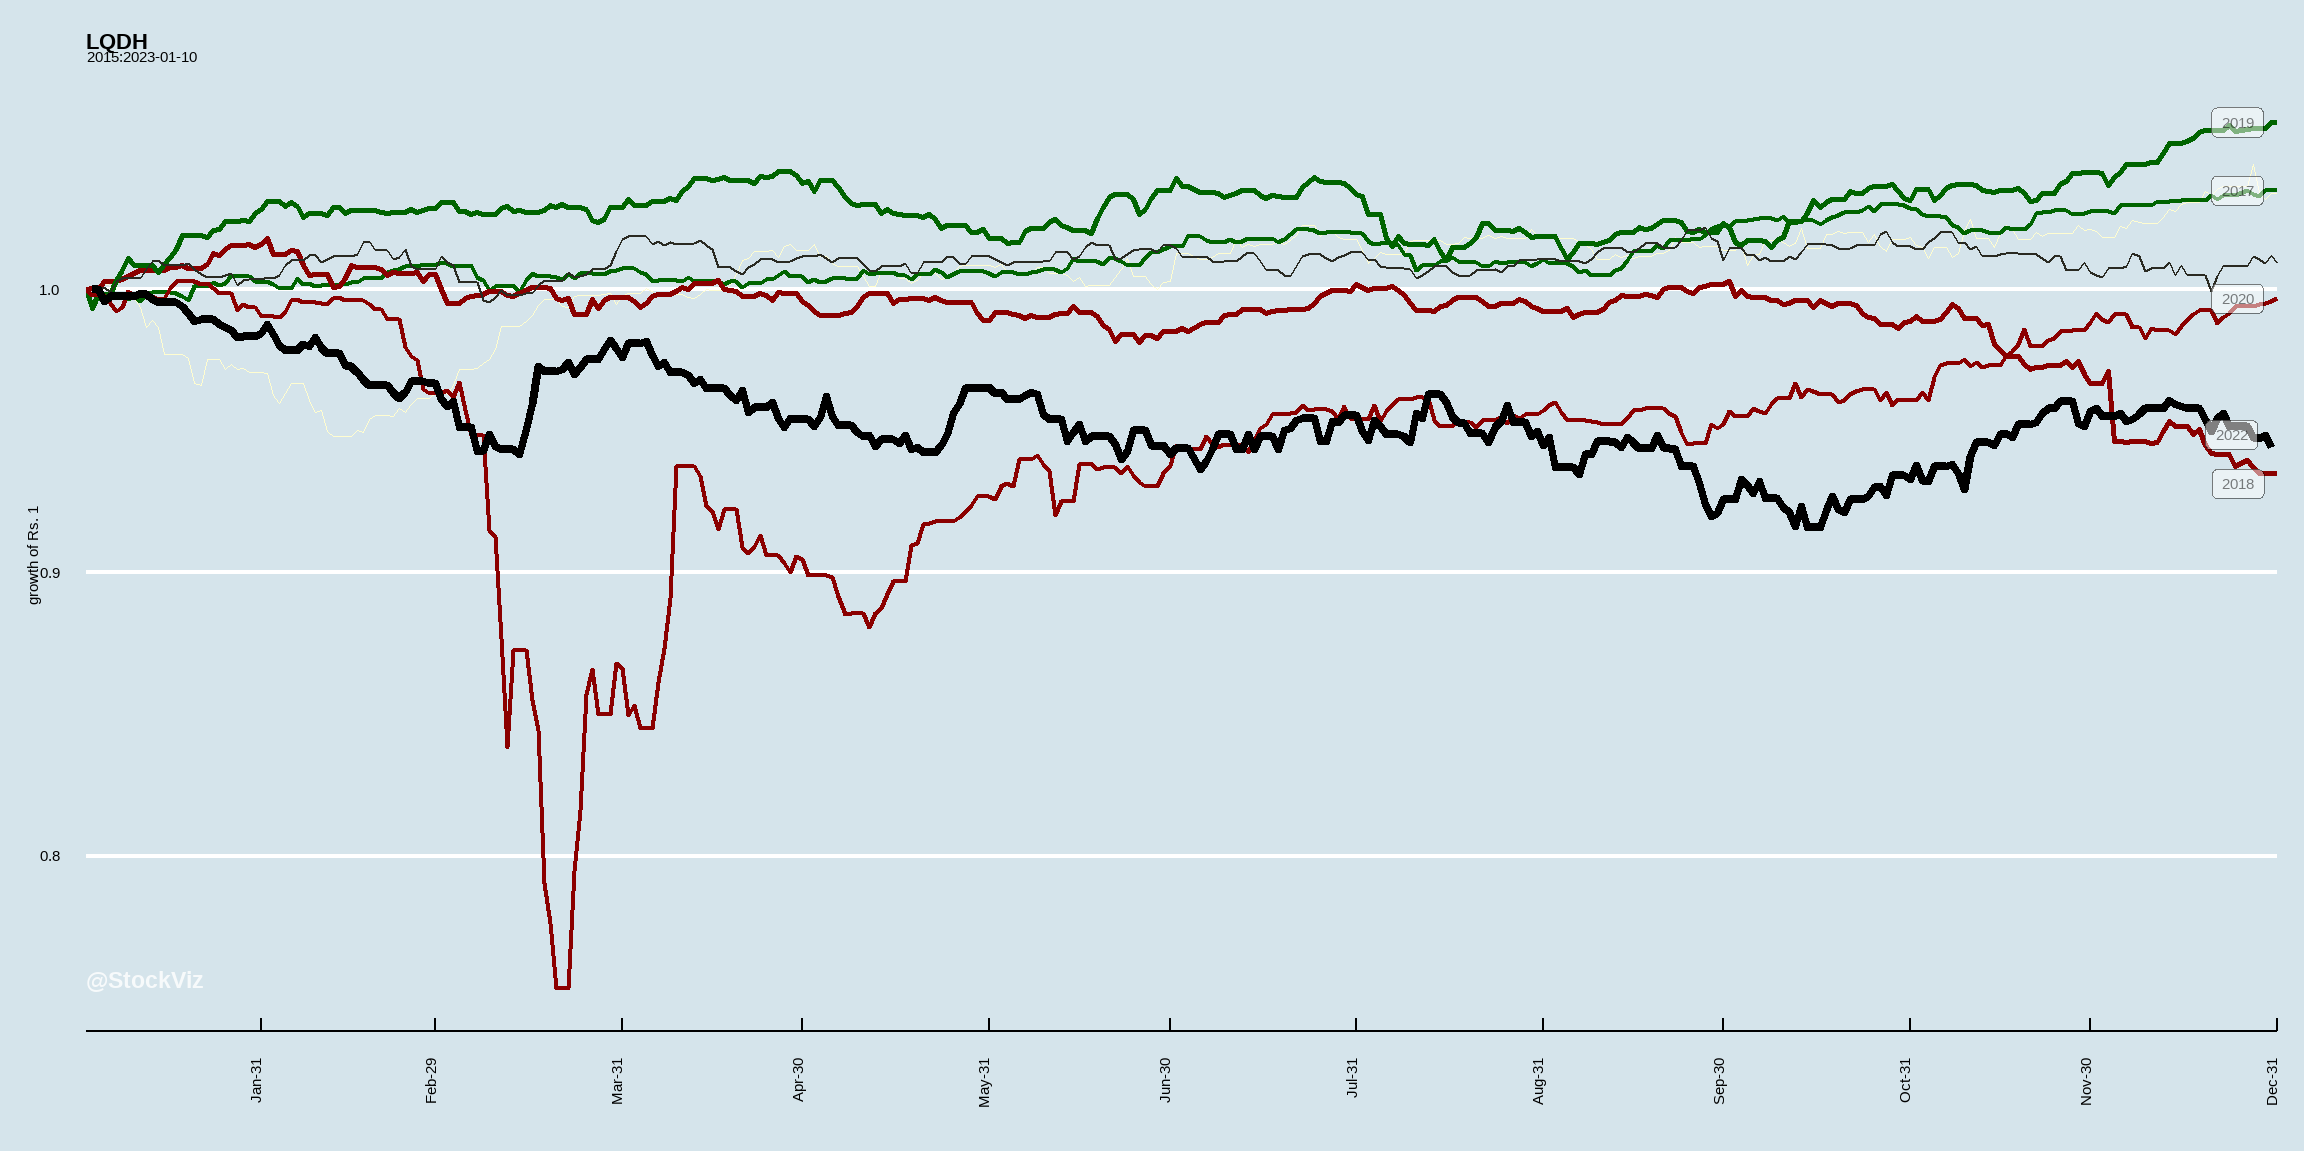 LQDH
2015:2023-01-10
2019
2017
1.0
2020
2022
2018
growth of Rs. 1
0.9
0.8
@StockViz
Jan-31
Feb-29
Mar-31
Apr-30
May-31
Jun-30
Jul-31
Aug-31
Sep-30
Oct-31
Nov-30
Dec-31